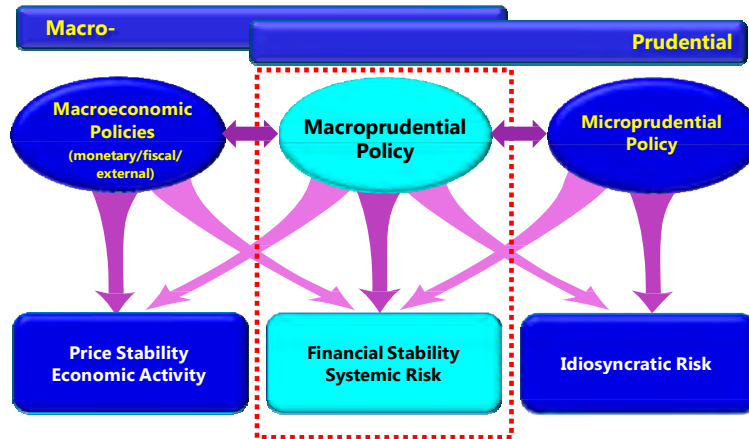 Macro-
Prudential
Macroeconomic
Policies
(monetary/fiscal/
external)
Macroprudential
Policy
Microprudential
Policy
Price Stability
Economic Activity
Financial Stability
Systemic Risk
Idiosyncratic Risk